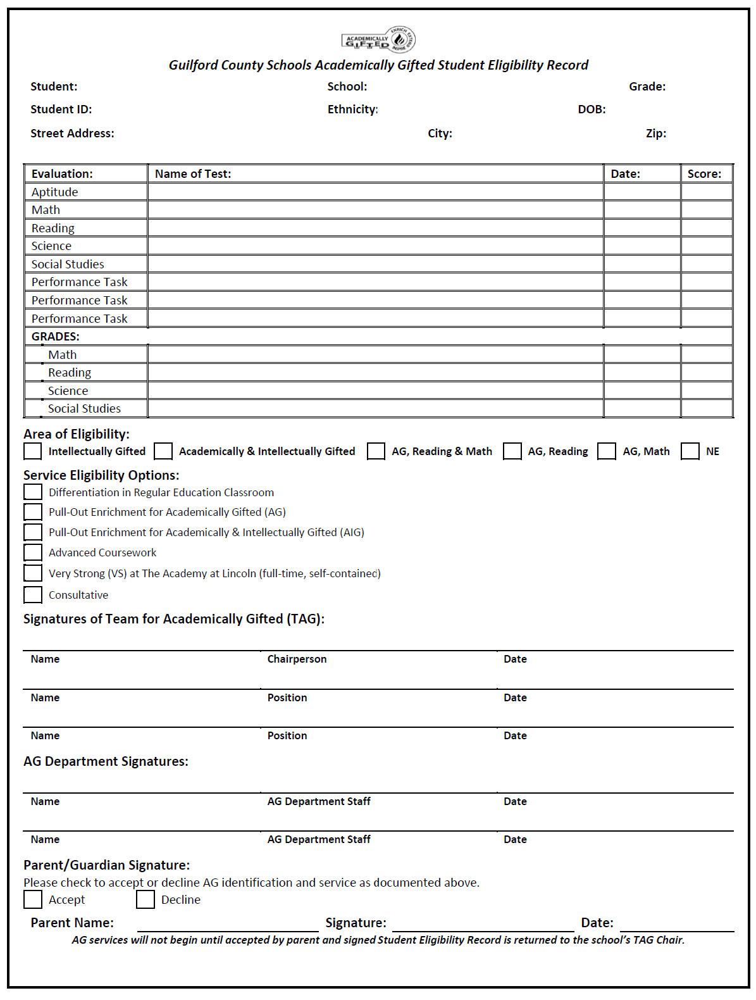 ACADEMICALLY
GIFTED
ENRICH EXTEND INSPIRE
Guilford County Schools Academically Gifted Student Eligibility Record
Student: School: Grade:
Student ID: Ethnicity: DOB:
Street Address: City: Zip:
Evaluation: Name of Test: Date: Score:
Aptitude
Math
Reading
Science
Social Studies
Performance Task
Performance Task
Performance Task
GRADES:
Math
Reading
Science
Social Studies
Area of Eligibility:
Intellectually Gifted Academically & Intellectually Gifted AG, Reading & Math AG, Reading AG, Math NE
Service Eligibility Options:
Differentiation in Regular Education Classroom
Pull-Out Enrichment for Academically Gifted (AG)
Pull-Out Enrichment for Academically & Intellectually Gifted (AIG)
Advanced Coursework
Very Strong (VS) at The Academy at Lincoln (full-time, self-contained)
Consultative
Signatures of Team for Academically Gifted (TAG):
Name Chairperson Date
Name Position Date
Name Position Date
AG Department Signatures:
Name AG Department Staff Date
Name AG Department Staff Date
Parent/Guardian Signature:
Please check to accept or decline AG identification and service as documented above.
Accept Decline
Parent Name: Signature: Date:
AG services will not begin until accepted by parent and signed Student Eligibility Record is returned to the school's TAG Chair.